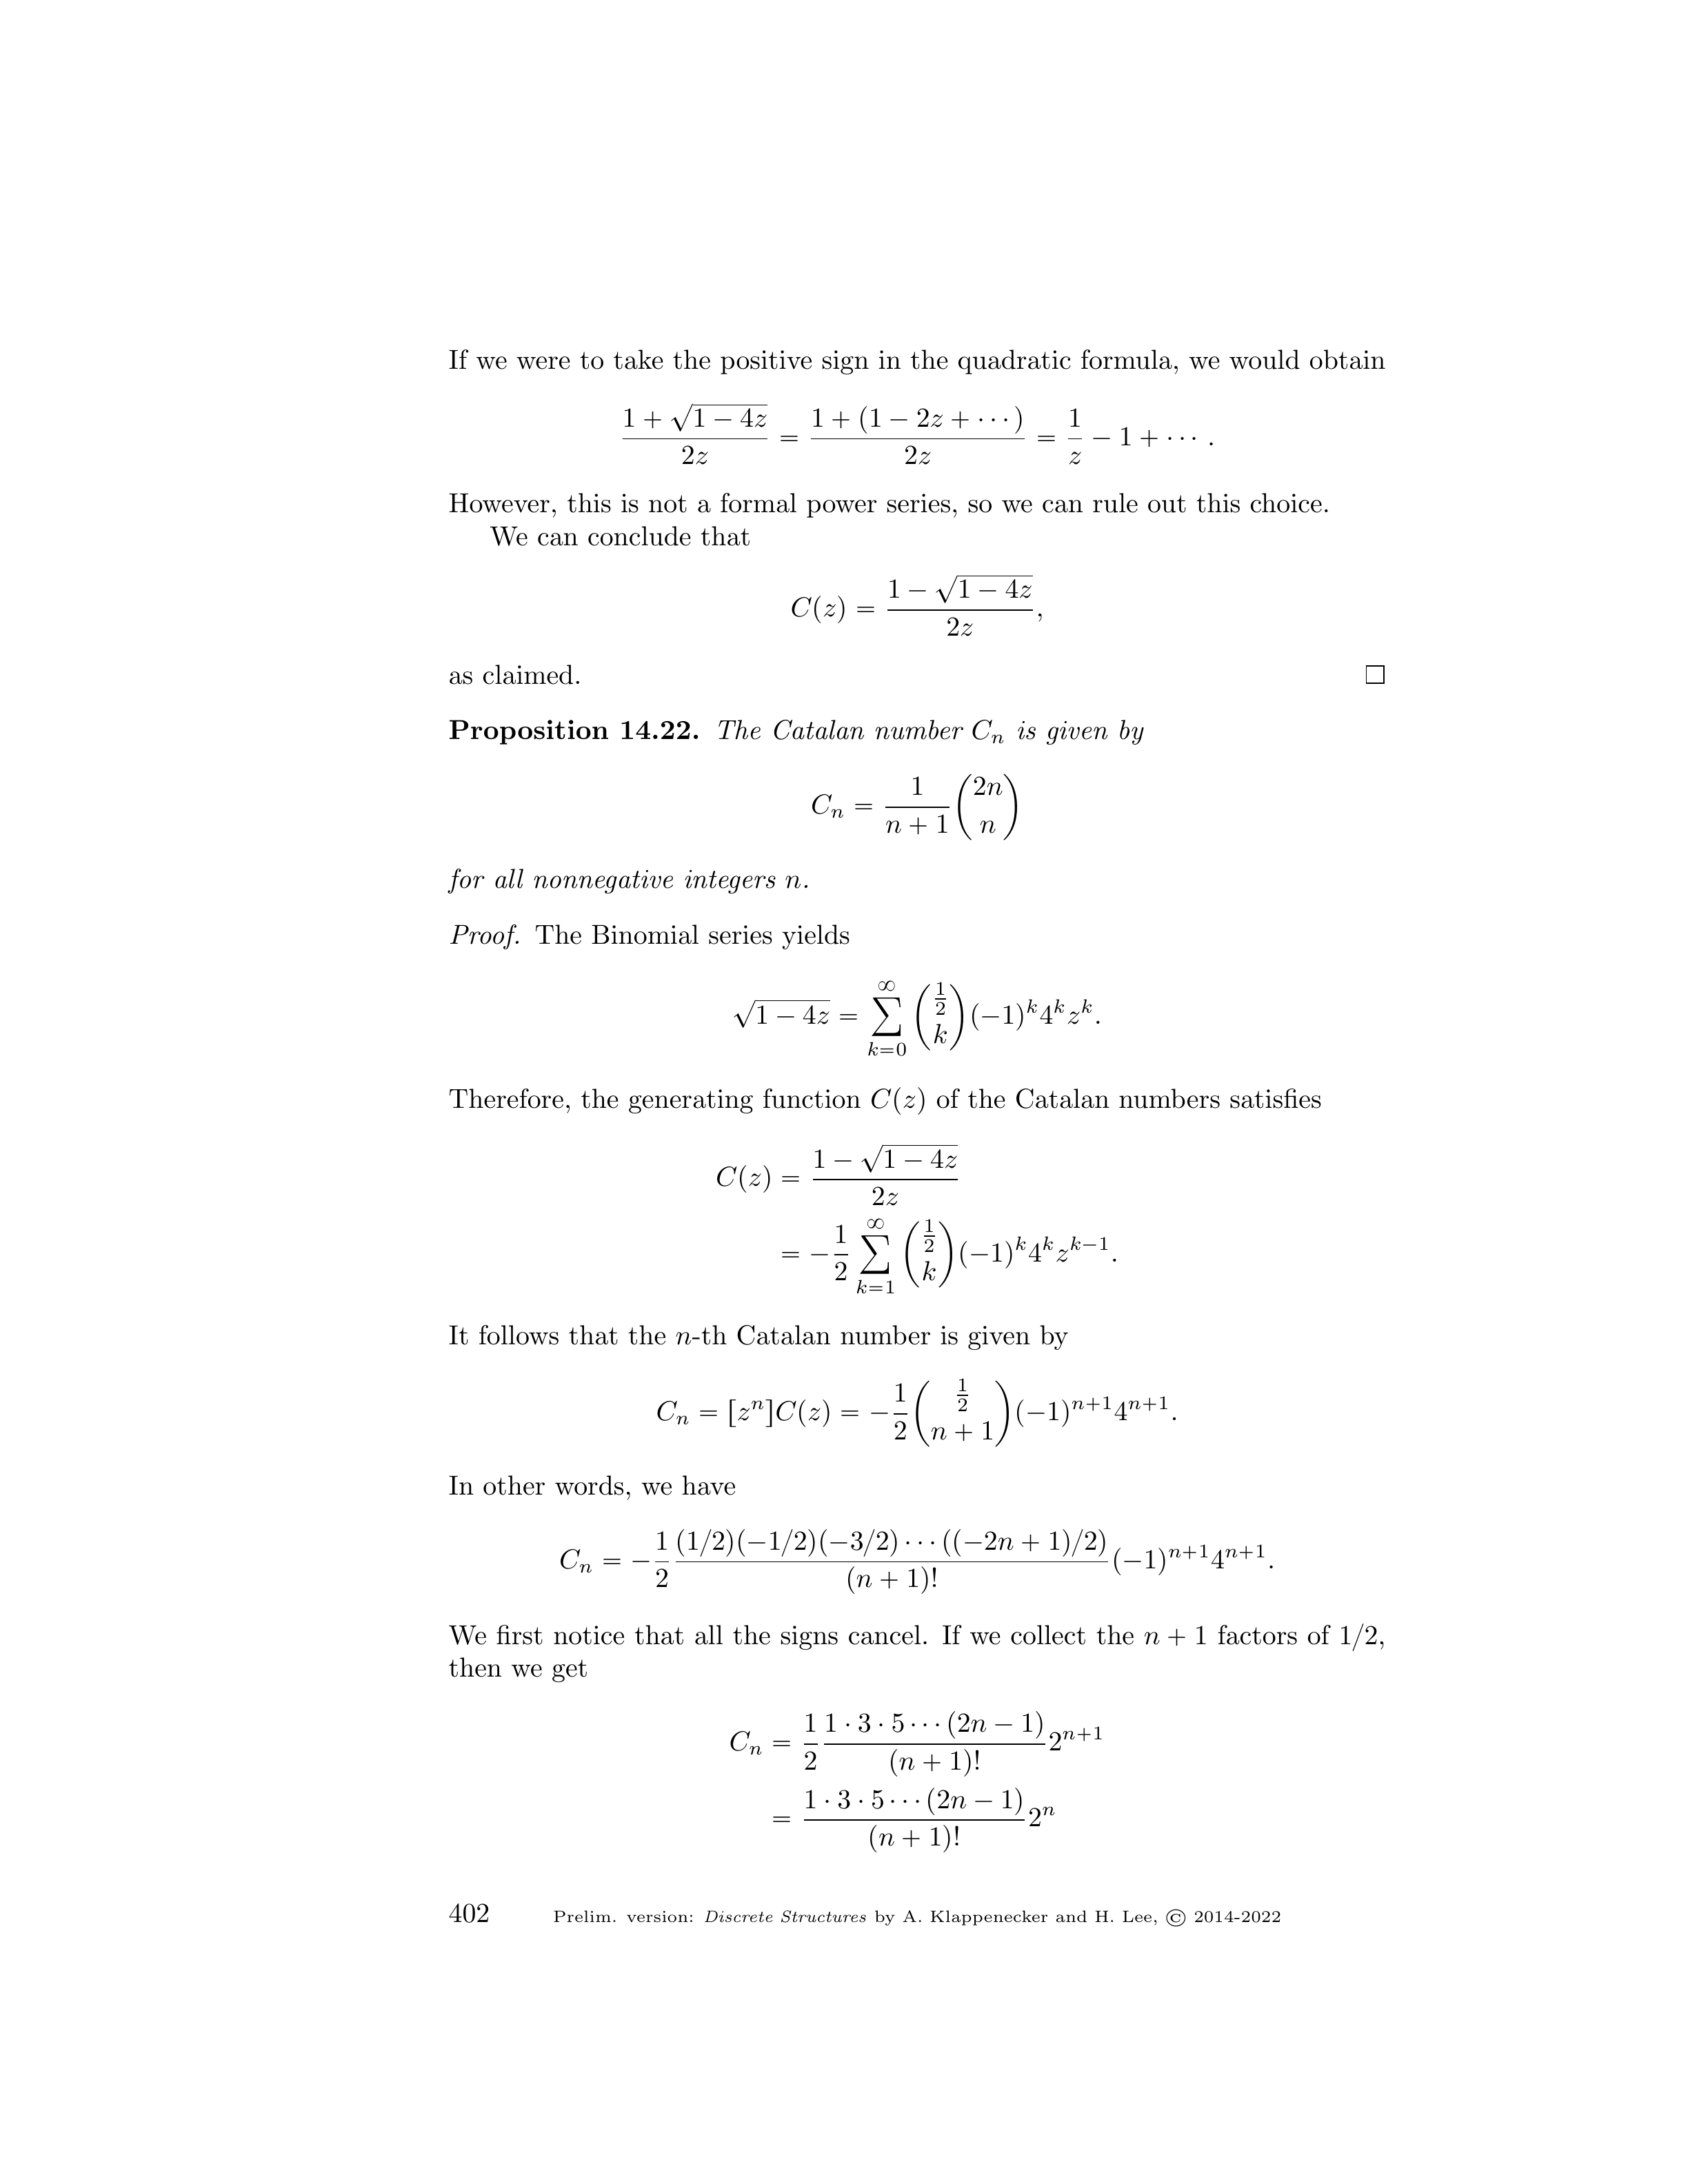 If we were to take the positive sign in the quadratic formula, we would obtain
\frac{1 + \sqrt{1 - 4z}}{2z} = \frac{1 + (1 - 2z + \cdots)}{2z} = \frac{1}{z} - 1 + \cdots.
However, this is not a formal power series, so we can rule out this choice.
We can conclude that
C(z) = \frac{1 - \sqrt{1 - 4z}}{2z},
as claimed. □
Proposition 14.22. The Catalan number C_n is given by
C_n = \frac{1}{n + 1}\binom{2n}{n}
for all nonnegative integers n.
Proof. The Binomial series yields
\sqrt{1 - 4z} = \sum_{k=0}^{\infty} \binom{\frac{1}{2}}{k}(-1)^k 4^k z^k.
Therefore, the generating function C(z) of the Catalan numbers satisfies
C(z) = \frac{1 - \sqrt{1 - 4z}}{2z}
= -\frac{1}{2} \sum_{k=1}^{\infty} \binom{\frac{1}{2}}{k}(-1)^k 4^k z^{k-1}.
It follows that the n-th Catalan number is given by
C_n = [z^n]C(z) = -\frac{1}{2}\binom{\frac{1}{2}}{n + 1}(-1)^{n+1}4^{n+1}.
In other words, we have
C_n = -\frac{1}{2}\frac{(1/2)(-1/2)(-3/2)\cdots((-2n + 1)/2)}{(n + 1)!}(-1)^{n+1}4^{n+1}.
We first notice that all the signs cancel. If we collect the n + 1 factors of 1/2,
then we get
C_n = \frac{1}{2}\frac{1 \cdot 3 \cdot 5 \cdots (2n - 1)}{(n + 1)!}2^{n+1}
= \frac{1 \cdot 3 \cdot 5 \cdots (2n - 1)}{(n + 1)!}2^n
402 Prelim. version: Discrete Structures by A. Klappenecker and H. Lee, © 2014-2022